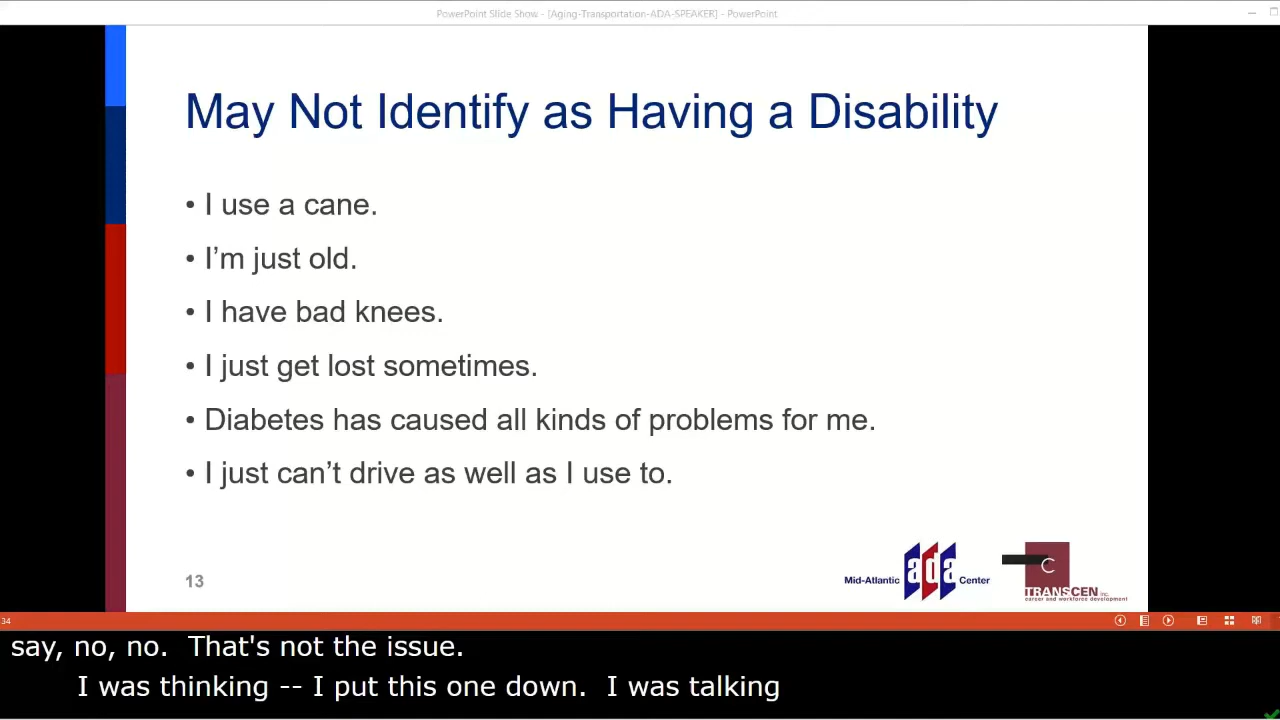 PowerPoint Slide Show - [Aging-Transportation-ADA-SPEAKER] - PowerPoint
May Not Identify as Having a Disability
• I use a cane.
• I’m just old.
• I have bad knees.
• I just get lost sometimes.
• Diabetes has caused all kinds of problems for me.
• I just can’t drive as well as I use to.
13
Mid-Atlantic ada Center
C
TRANSCEN inc.
career and workforce development
34
say, no, no. That's not the issue.
I was thinking -- I put this one down. I was talking